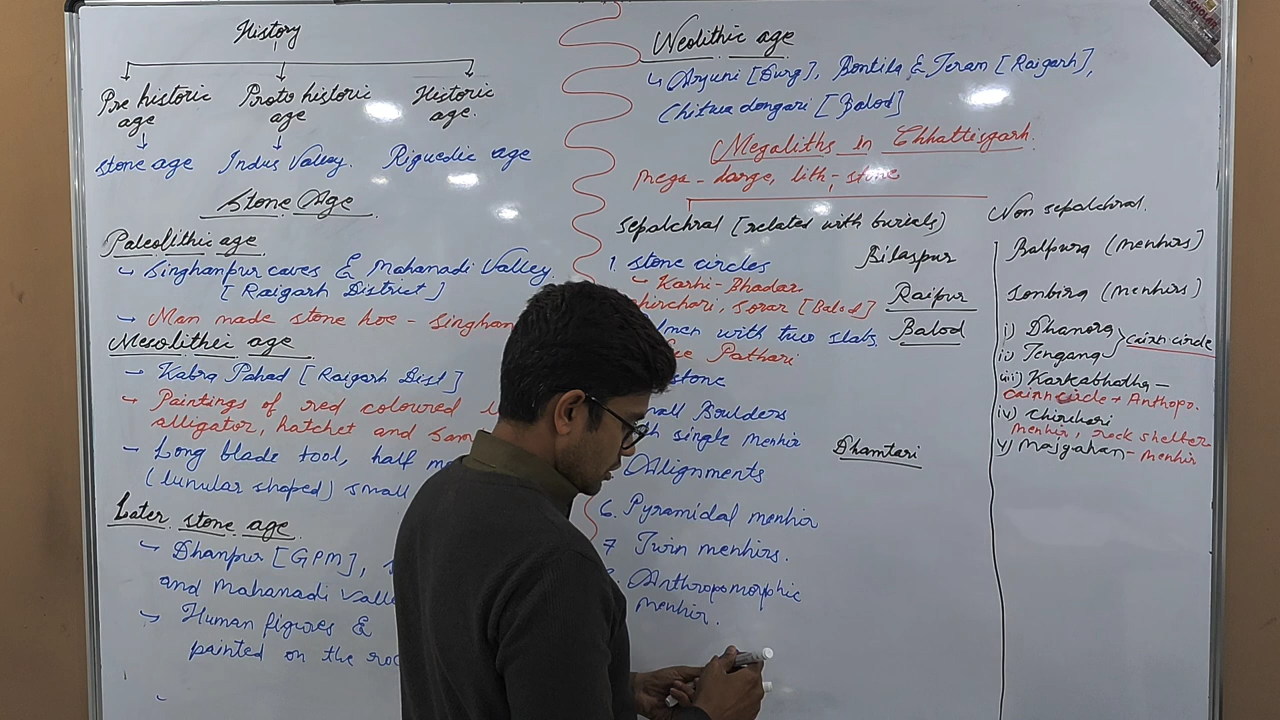 History
Pre historic age
Proto historic age
Historic age.
stone age
Indus Valley.
Riguedic age
Stone Age
Paleolithic age
Singhanpur caves & Mahanadi Valley.
[Raigarh District]
Man made stone hoe - Singhan
Mesolithic age
Kabra Pahad [Raigarh Dist]
Paintings of red coloured
alligator, hatchet and
Long blade tool, half
(lunular shaped) small
Later stone age
Dhanpur [GPM],
and Mahanadi
Human figures &
painted on the
Neolithic age
Arjuni [Durg], Bontila & Teram [Raigarh],
Chitwa dongari [Balod]
Megaliths in Chhattisgarh.
Mega - large, lith - stone
Sepalchral [related with burials)
1. stone circles
Karhi-Bhadar
Chirchari, Sorar [Balod]
with two slabs.
Pathari
stone
Boulders
single menhir
Alignments
6. Pyramidal menhir
7 Twin menhirs.
Anthropomorphic
menhir.
Bilaspur
Raipur
Balod
Dhamtari
Non sepalchral.
Balpura (menhirs)
Sonbira (menhirs)
i) Dhanora
ii) Tengana
cairn circle
iii) Karkabhatha -
cairn circle + Anthropo.
iv) Chirchari
menhir, rock shelter
v) Majgahan - menhir